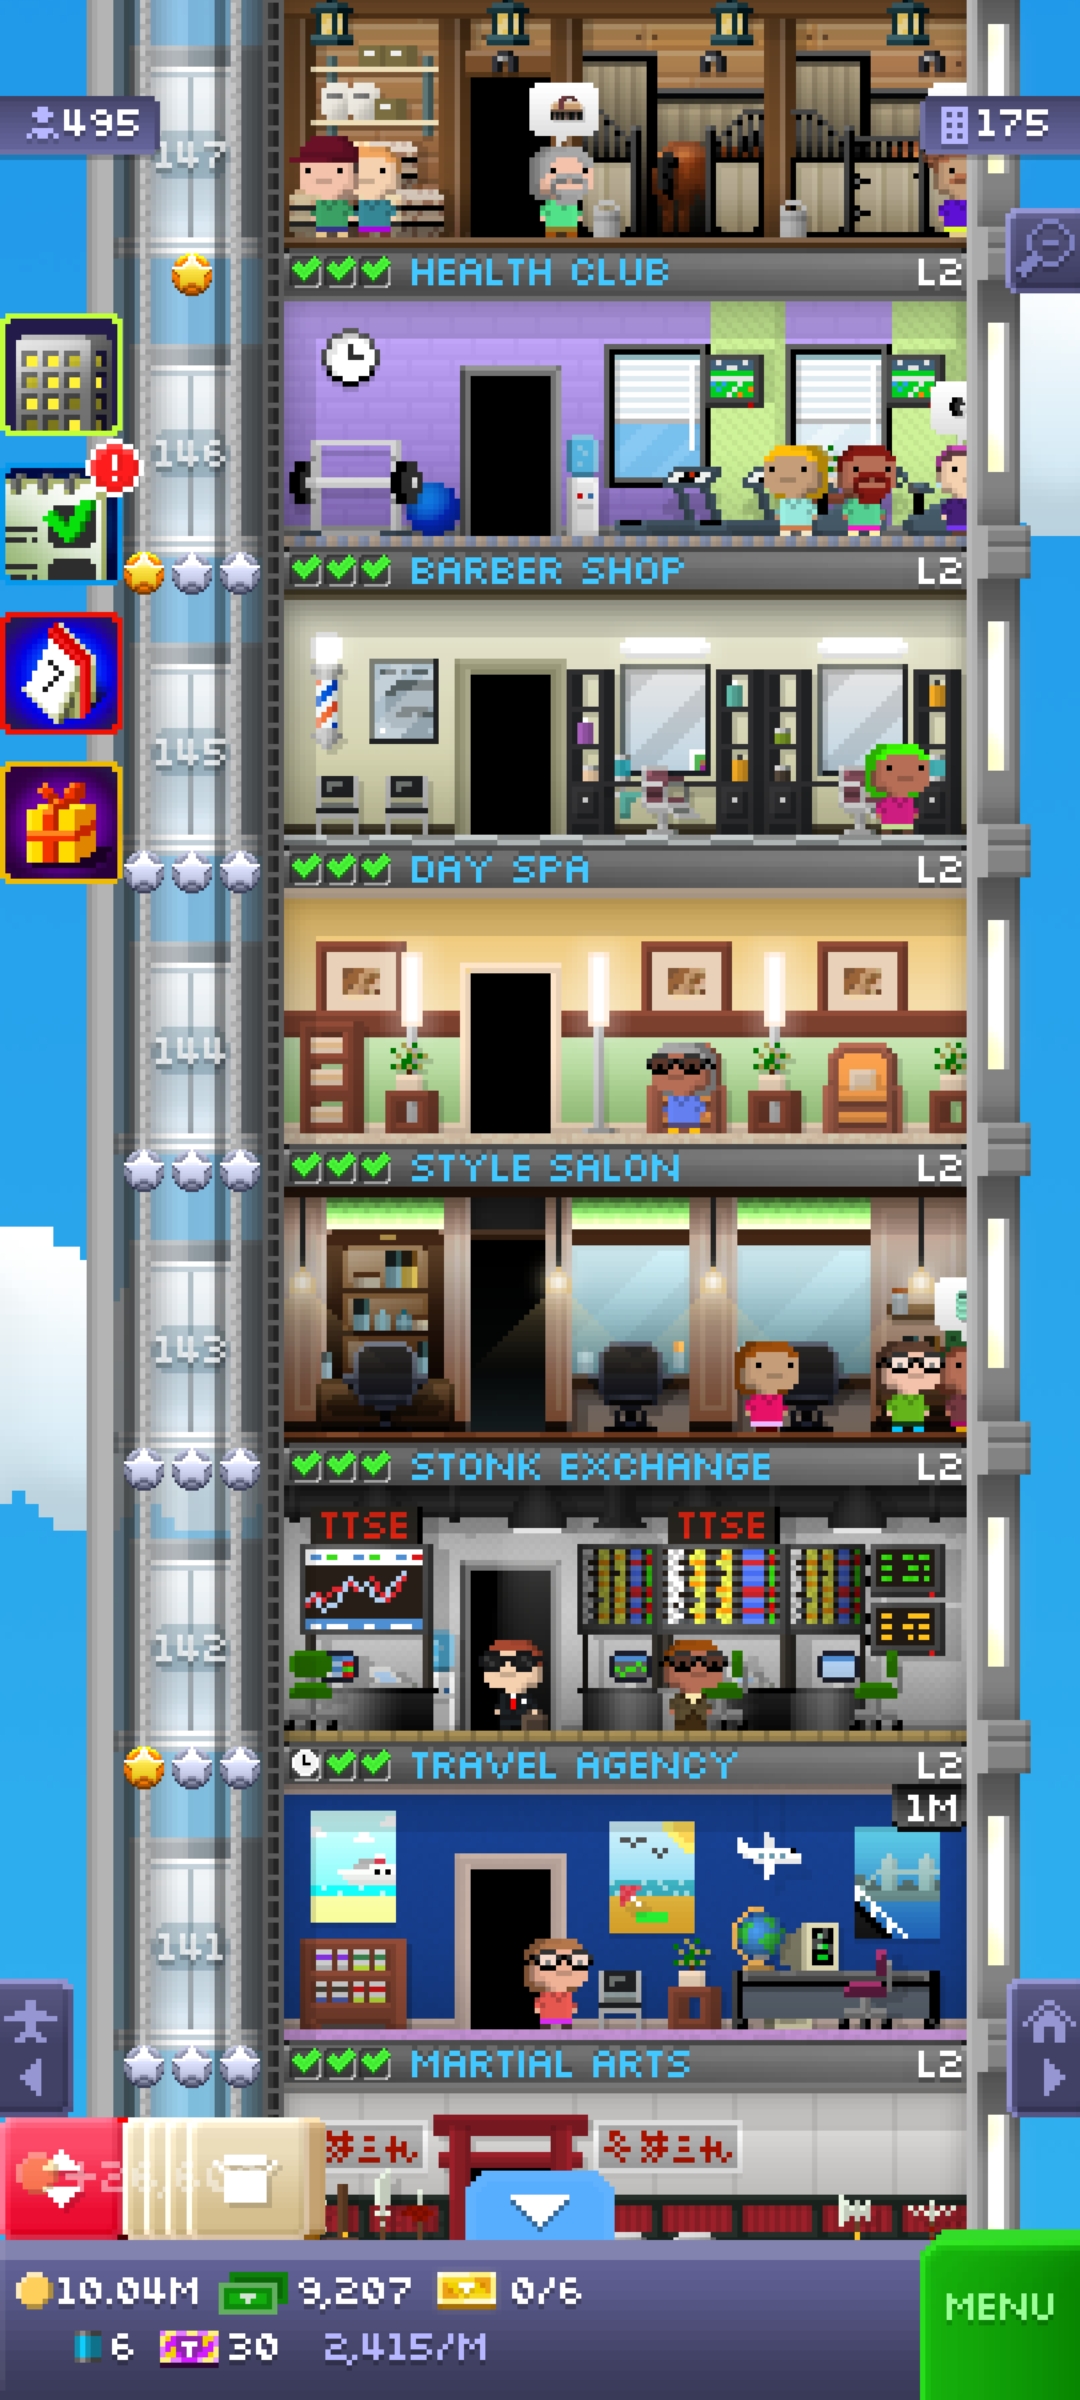 495
175
147
HEALTH CLUB L2
146
BARBER SHOP L2
145
DAY SPA L2
144
STYLE SALON L2
143
STONK EXCHANGE L2
TTSE TTSE
142
TRAVEL AGENCY L2
1M
141
MARTIAL ARTS L2
10.04M 9,207 0/6
6 30 2,415/M
MENU